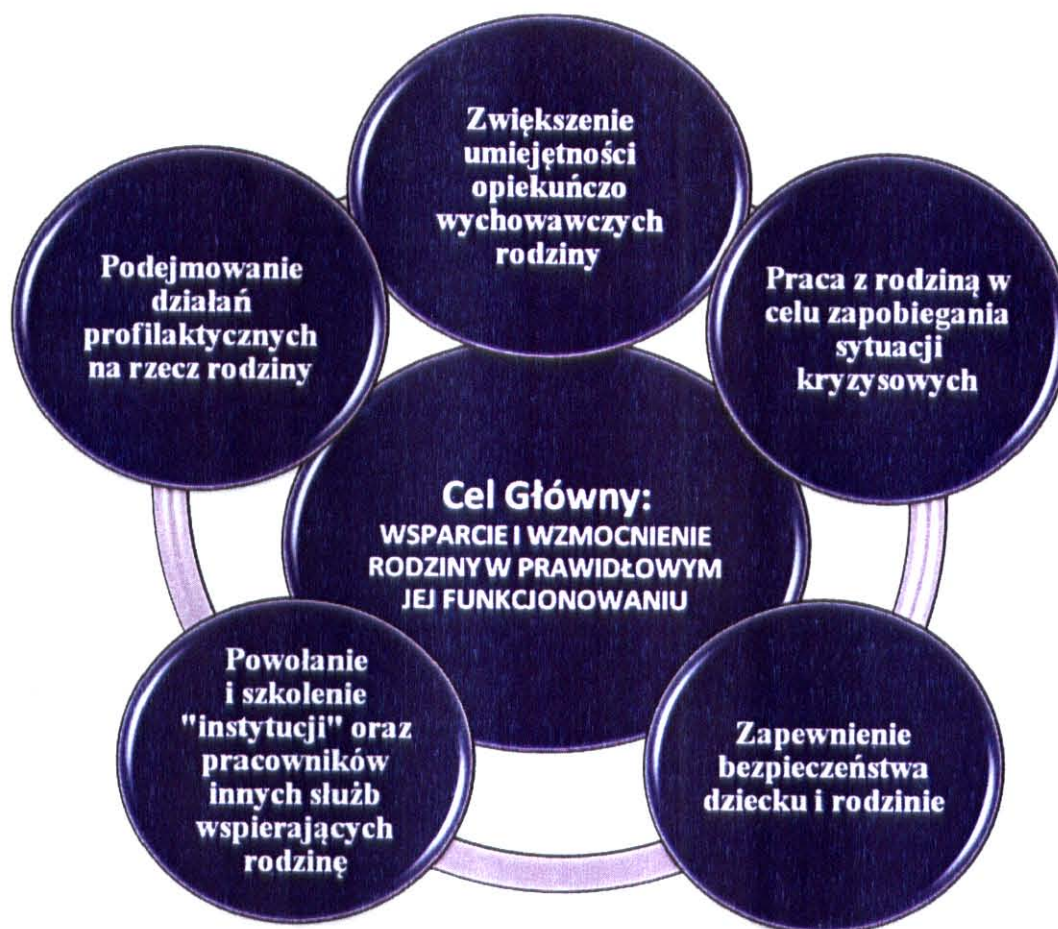 Zwiększenie
umiejętności
opiekuńczo
wychowawczych
rodziny
Podejmowanie
działań
profilaktycznych
na rzecz rodziny
Praca z rodziną w
celu zapobiegania
sytuacji
kryzysowych
Cel Główny:
WSPARCIE I WZMOCNIENIE
RODZINY W PRAWIDŁOWYM
JEJ FUNKCJONOWANIU
Powołanie
i szkolenie
"instytucji" oraz
pracowników
innych służb
wspierających
rodzinę
Zapewnienie
bezpieczeństwa
dziecku i rodzinie